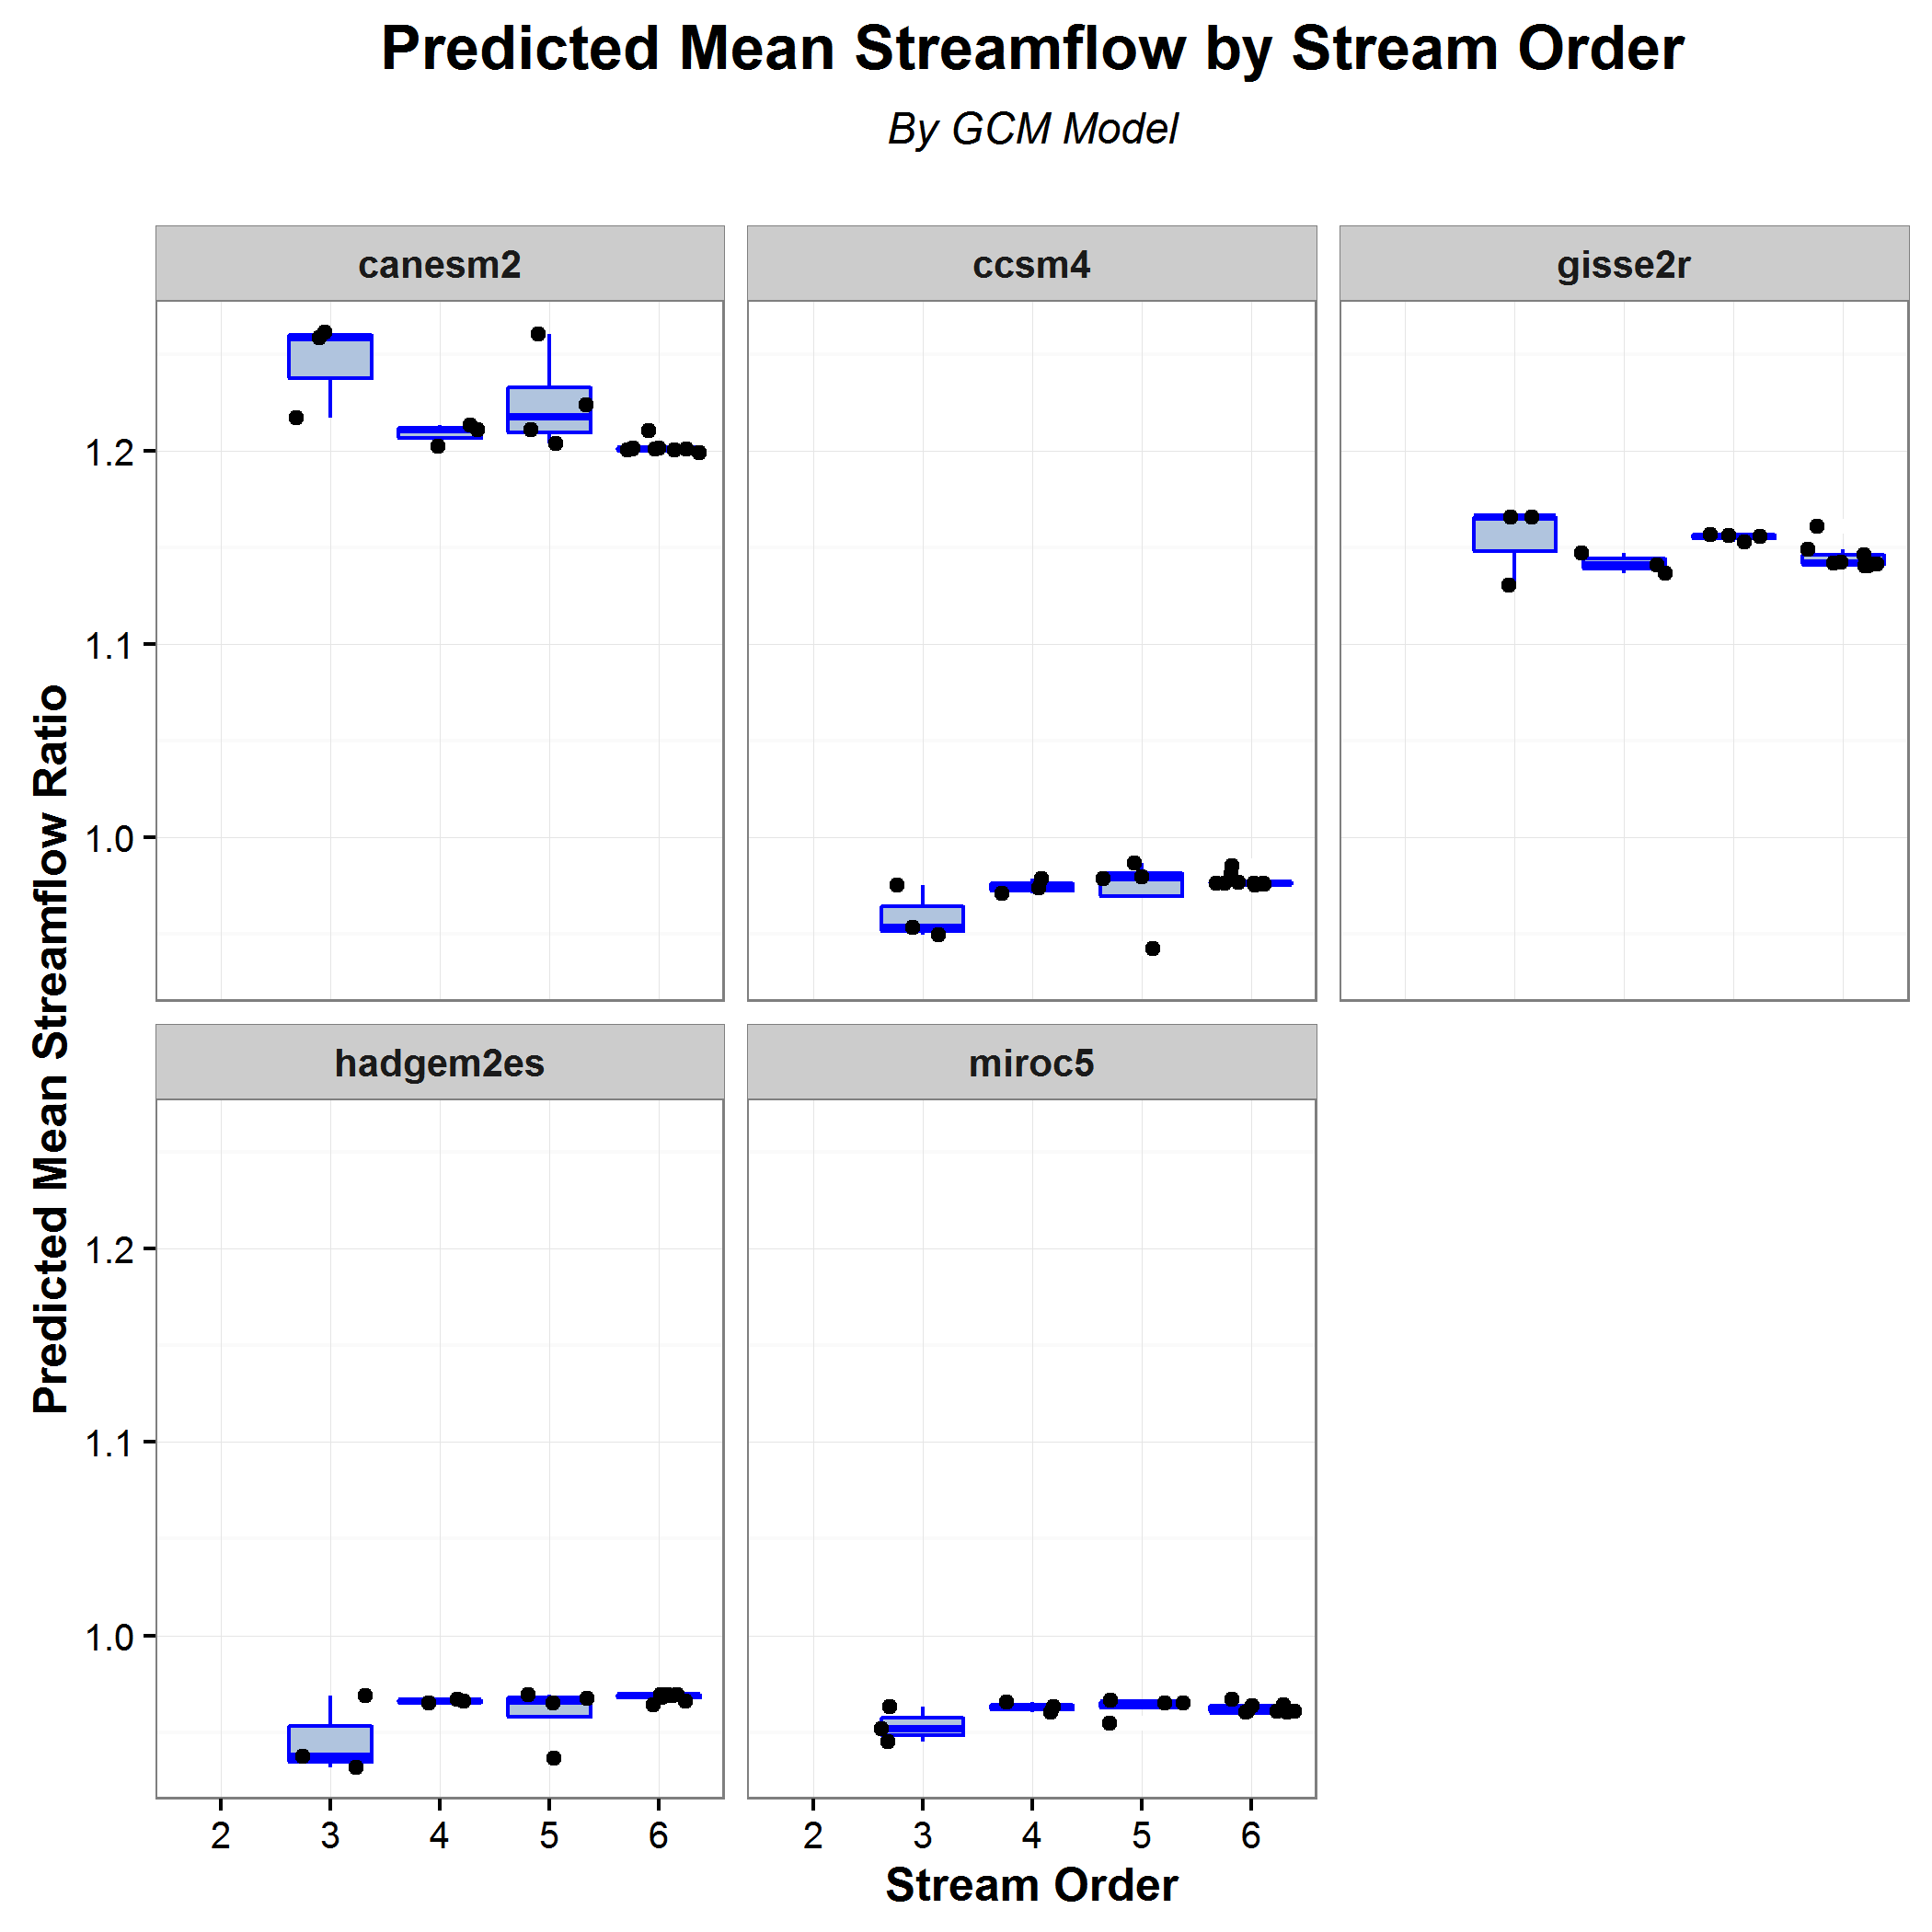 Predicted Mean Streamflow by Stream Order
By GCM Model
canesm2
ccsm4
gisse2r
1.2
1.1
1.0
Predicted Mean Streamflow Ratio
hadgem2es
miroc5
1.2
1.1
1.0
2 3 4 5 6
2 3 4 5 6
Stream Order